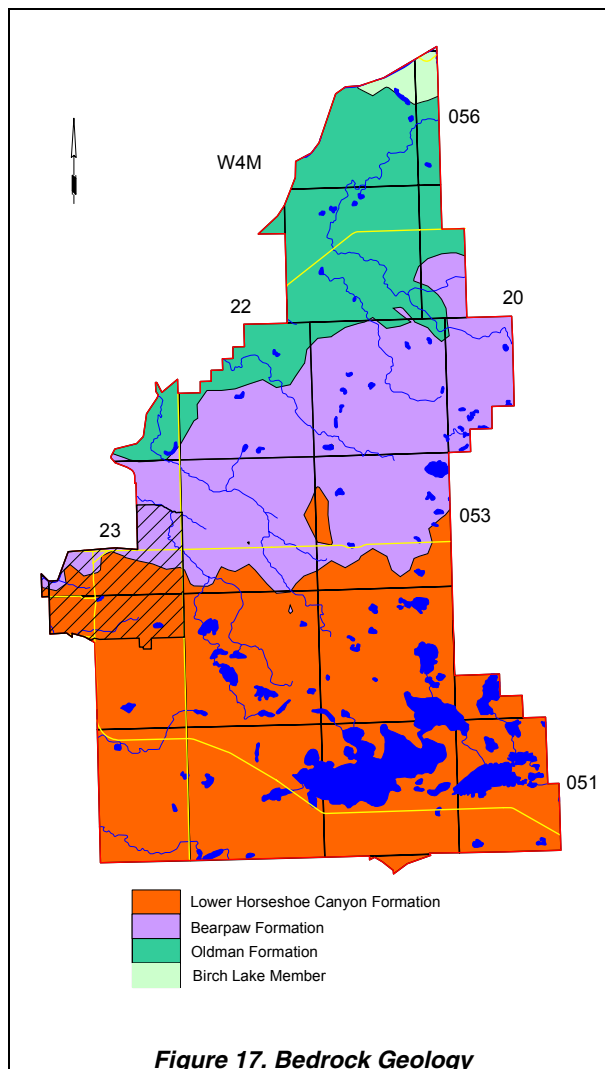 056
W4M
22
20
053
23
051
Lower Horseshoe Canyon Formation
Bearpaw Formation
Oldman Formation
Birch Lake Member
Figure 17. Bedrock Geology